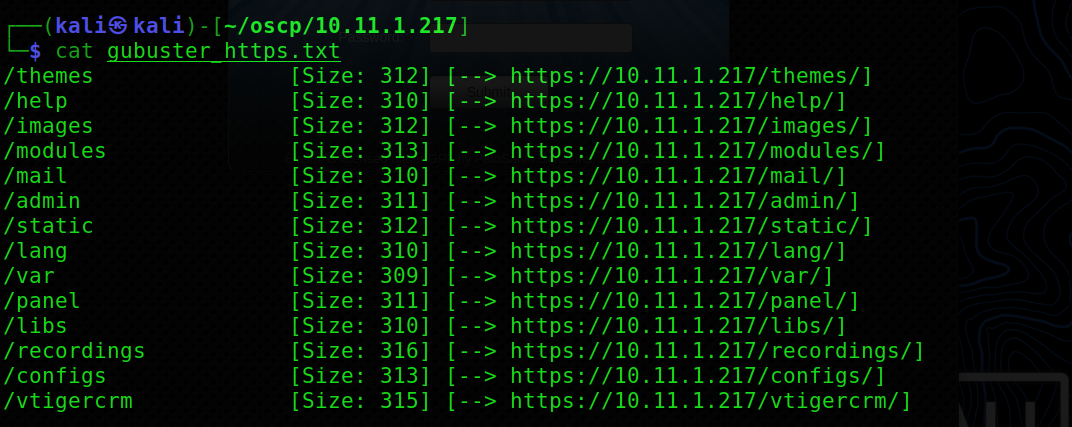 ┌──(kali㉿kali)-[~/oscp/10.11.1.217]
└─$ cat gubuster_https.txt
/themes               [Size: 312] [--> https://10.11.1.217/themes/]
/help                 [Size: 310] [--> https://10.11.1.217/help/]
/images               [Size: 312] [--> https://10.11.1.217/images/]
/modules              [Size: 313] [--> https://10.11.1.217/modules/]
/mail                 [Size: 310] [--> https://10.11.1.217/mail/]
/admin                [Size: 311] [--> https://10.11.1.217/admin/]
/static               [Size: 312] [--> https://10.11.1.217/static/]
/lang                 [Size: 310] [--> https://10.11.1.217/lang/]
/var                  [Size: 309] [--> https://10.11.1.217/var/]
/panel                [Size: 311] [--> https://10.11.1.217/panel/]
/libs                 [Size: 310] [--> https://10.11.1.217/libs/]
/recordings           [Size: 316] [--> https://10.11.1.217/recordings/]
/configs              [Size: 313] [--> https://10.11.1.217/configs/]
/vtigercrm            [Size: 315] [--> https://10.11.1.217/vtigercrm/]